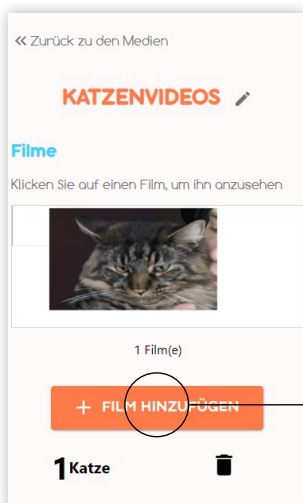 « Zurück zu den Medien
KATZENVIDEOS
Filme
Klicken Sie auf einen Film, um ihn anzusehen
1 Film(e)
+ FILM HINZUFÜGEN
1 Katze